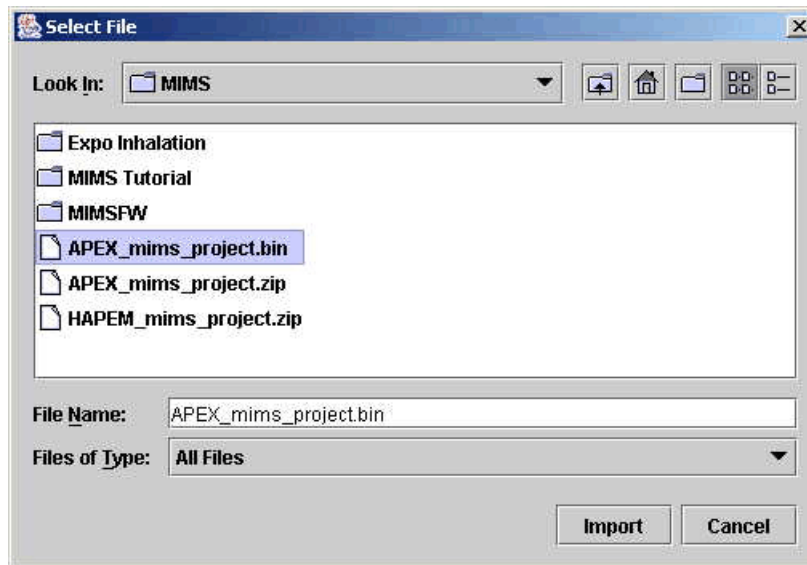 Select File
Look In: MIMS
Expo Inhalation
MIMS Tutorial
MIMSFW
APEX_mims_project.bin
APEX_mims_project.zip
HAPEM_mims_project.zip
File Name: APEX_mims_project.bin
Files of Type: All Files
Import Cancel